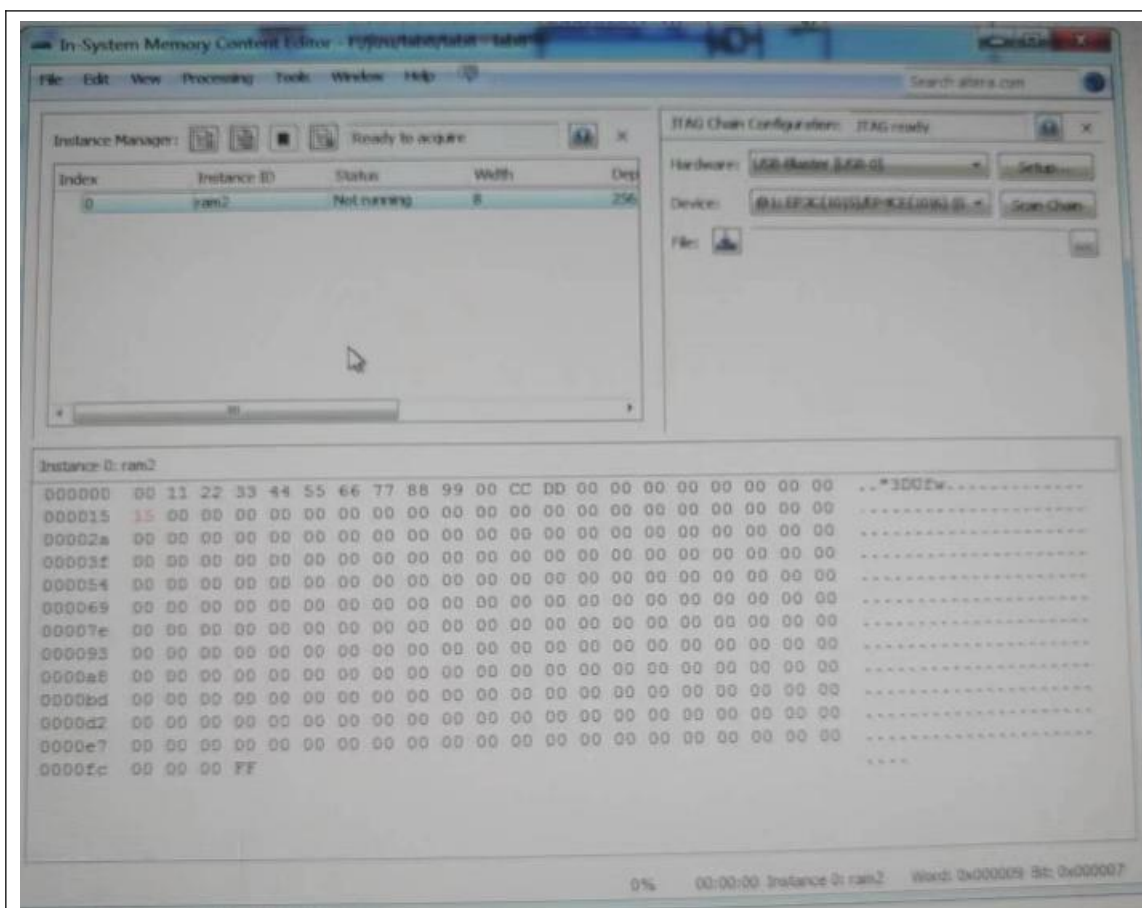 In-System Memory Content Editor
File Edit View Processing Tools Window Help
Search altera.com
Instance Manager: Ready to acquire
JTAG Chain Configuration: JTAG ready
Hardware: USB-Blaster [USB-0] Setup...
Index Instance ID Status Width Dep
0 ram2 Not running 8 256
Device: Scan Chain
File: ...
Instance 0: ram2
000000 00 11 22 33 44 55 66 77 88 99 00 CC DD 00 00 00 00 00 00 00 00 .."3DUfw.............
000015 15 00 00 00 00 00 00 00 00 00 00 00 00 00 00 00 00 00 00 00 00 .....................
00002a 00 00 00 00 00 00 00 00 00 00 00 00 00 00 00 00 00 00 00 00 00 .....................
00003f 00 00 00 00 00 00 00 00 00 00 00 00 00 00 00 00 00 00 00 00 00 .....................
000054 00 00 00 00 00 00 00 00 00 00 00 00 00 00 00 00 00 00 00 00 00 .....................
000069 00 00 00 00 00 00 00 00 00 00 00 00 00 00 00 00 00 00 00 00 00 .....................
00007e 00 00 00 00 00 00 00 00 00 00 00 00 00 00 00 00 00 00 00 00 00 .....................
000093 00 00 00 00 00 00 00 00 00 00 00 00 00 00 00 00 00 00 00 00 00 .....................
0000a8 00 00 00 00 00 00 00 00 00 00 00 00 00 00 00 00 00 00 00 00 00 .....................
0000bd 00 00 00 00 00 00 00 00 00 00 00 00 00 00 00 00 00 00 00 00 00 .....................
0000d2 00 00 00 00 00 00 00 00 00 00 00 00 00 00 00 00 00 00 00 00 00 .....................
0000e7 00 00 00 00 00 00 00 00 00 00 00 00 00 00 00 00 00 00 00 00 00 .....................
0000fc 00 00 00 FF ....
0% 00:00:00 Instance 0: ram2 Word: 0x000009 Bit: 0x000007